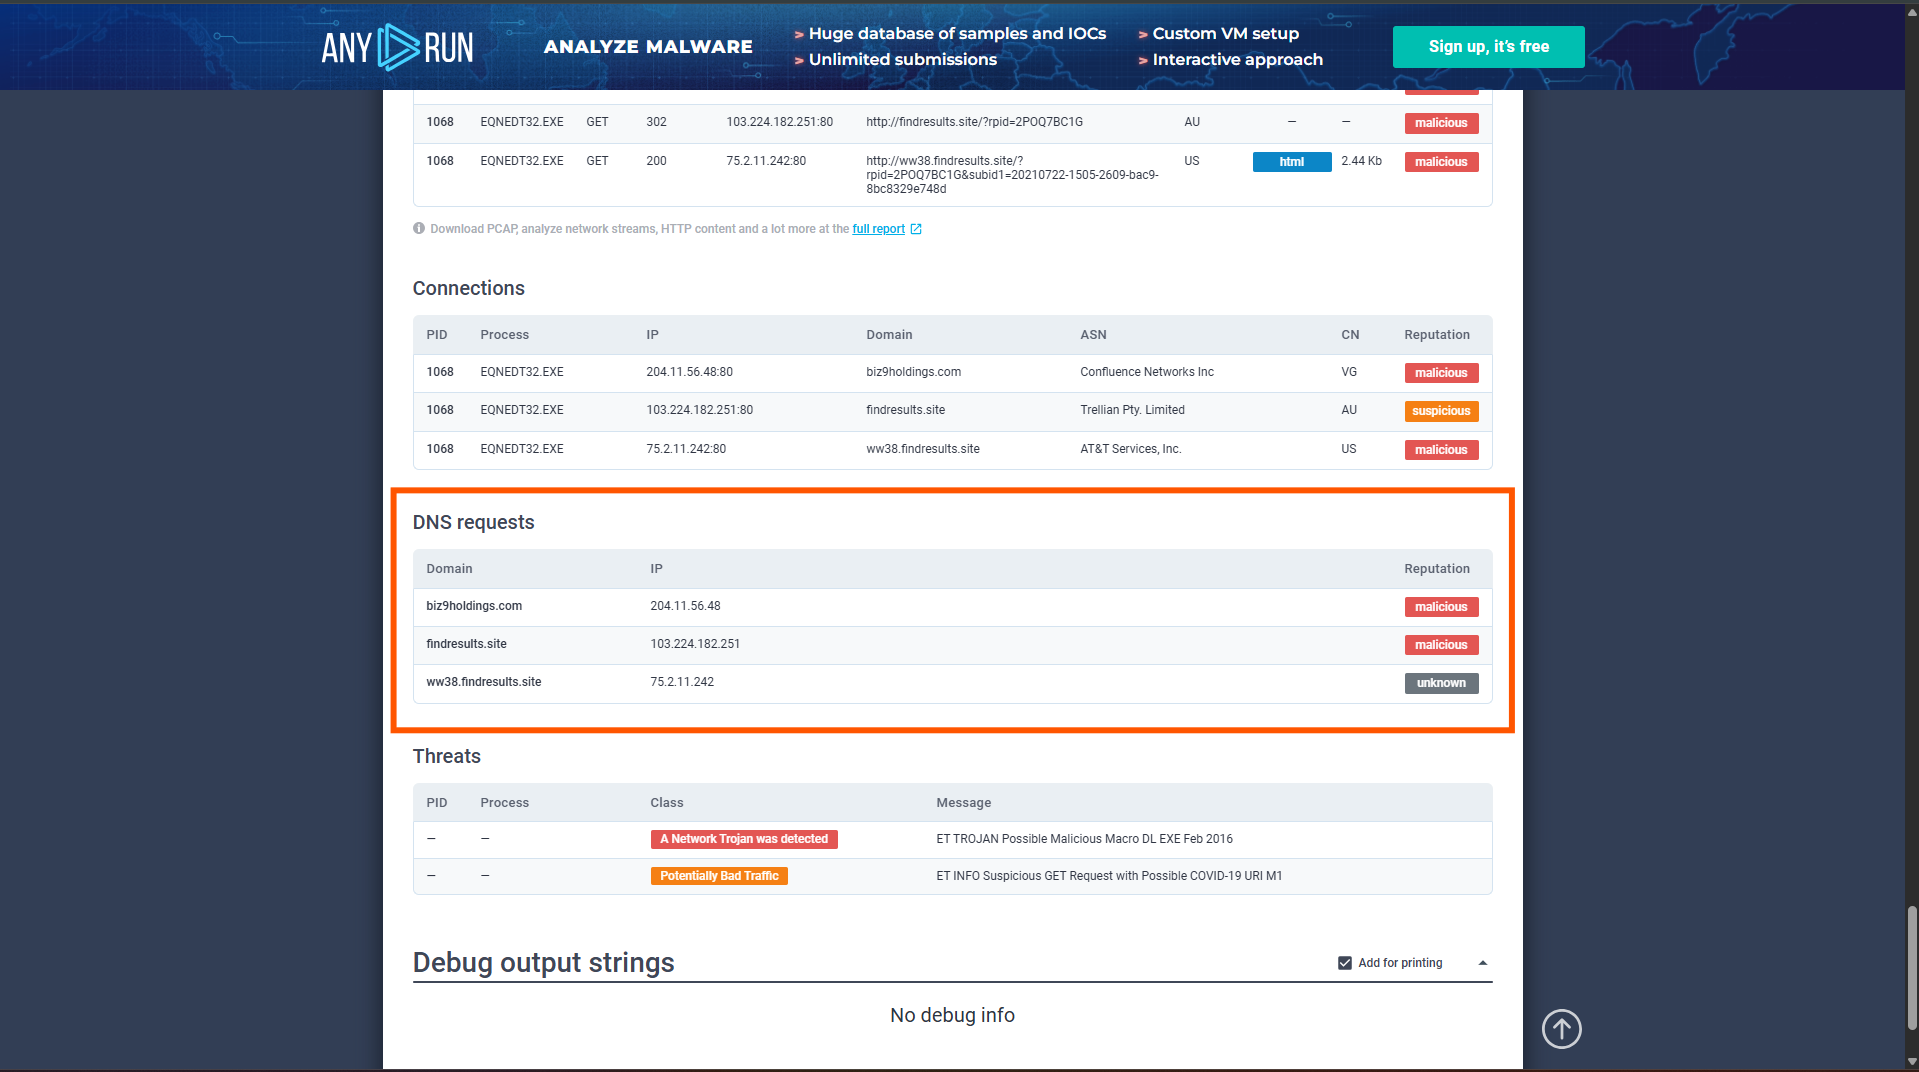 ANY RUN
ANALYZE MALWARE
> Huge database of samples and IOCs
> Unlimited submissions
> Custom VM setup
> Interactive approach
Sign up, it's free
1068 EQNEDT32.EXE GET 302 103.224.182.251:80 http://findresults.site/?rpid=2POQ7BC1G AU — — malicious
1068 EQNEDT32.EXE GET 200 75.2.11.242:80 http://ww38.findresults.site/? US html 2.44 Kb malicious
rpid=2POQ7BC1G&subid1=20210722-1505-2609-bac9-
8bc8329e748d
Download PCAP, analyze network streams, HTTP content and a lot more at the full report
Connections
PID Process IP Domain ASN CN Reputation
1068 EQNEDT32.EXE 204.11.56.48:80 biz9holdings.com Confluence Networks Inc VG malicious
1068 EQNEDT32.EXE 103.224.182.251:80 findresults.site Trellian Pty. Limited AU suspicious
1068 EQNEDT32.EXE 75.2.11.242:80 ww38.findresults.site AT&T Services, Inc. US malicious
DNS requests
Domain IP Reputation
biz9holdings.com 204.11.56.48 malicious
findresults.site 103.224.182.251 malicious
ww38.findresults.site 75.2.11.242 unknown
Threats
PID Process Class Message
— — A Network Trojan was detected ET TROJAN Possible Malicious Macro DL EXE Feb 2016
— — Potentially Bad Traffic ET INFO Suspicious GET Request with Possible COVID-19 URI M1
Debug output strings
Add for printing
No debug info